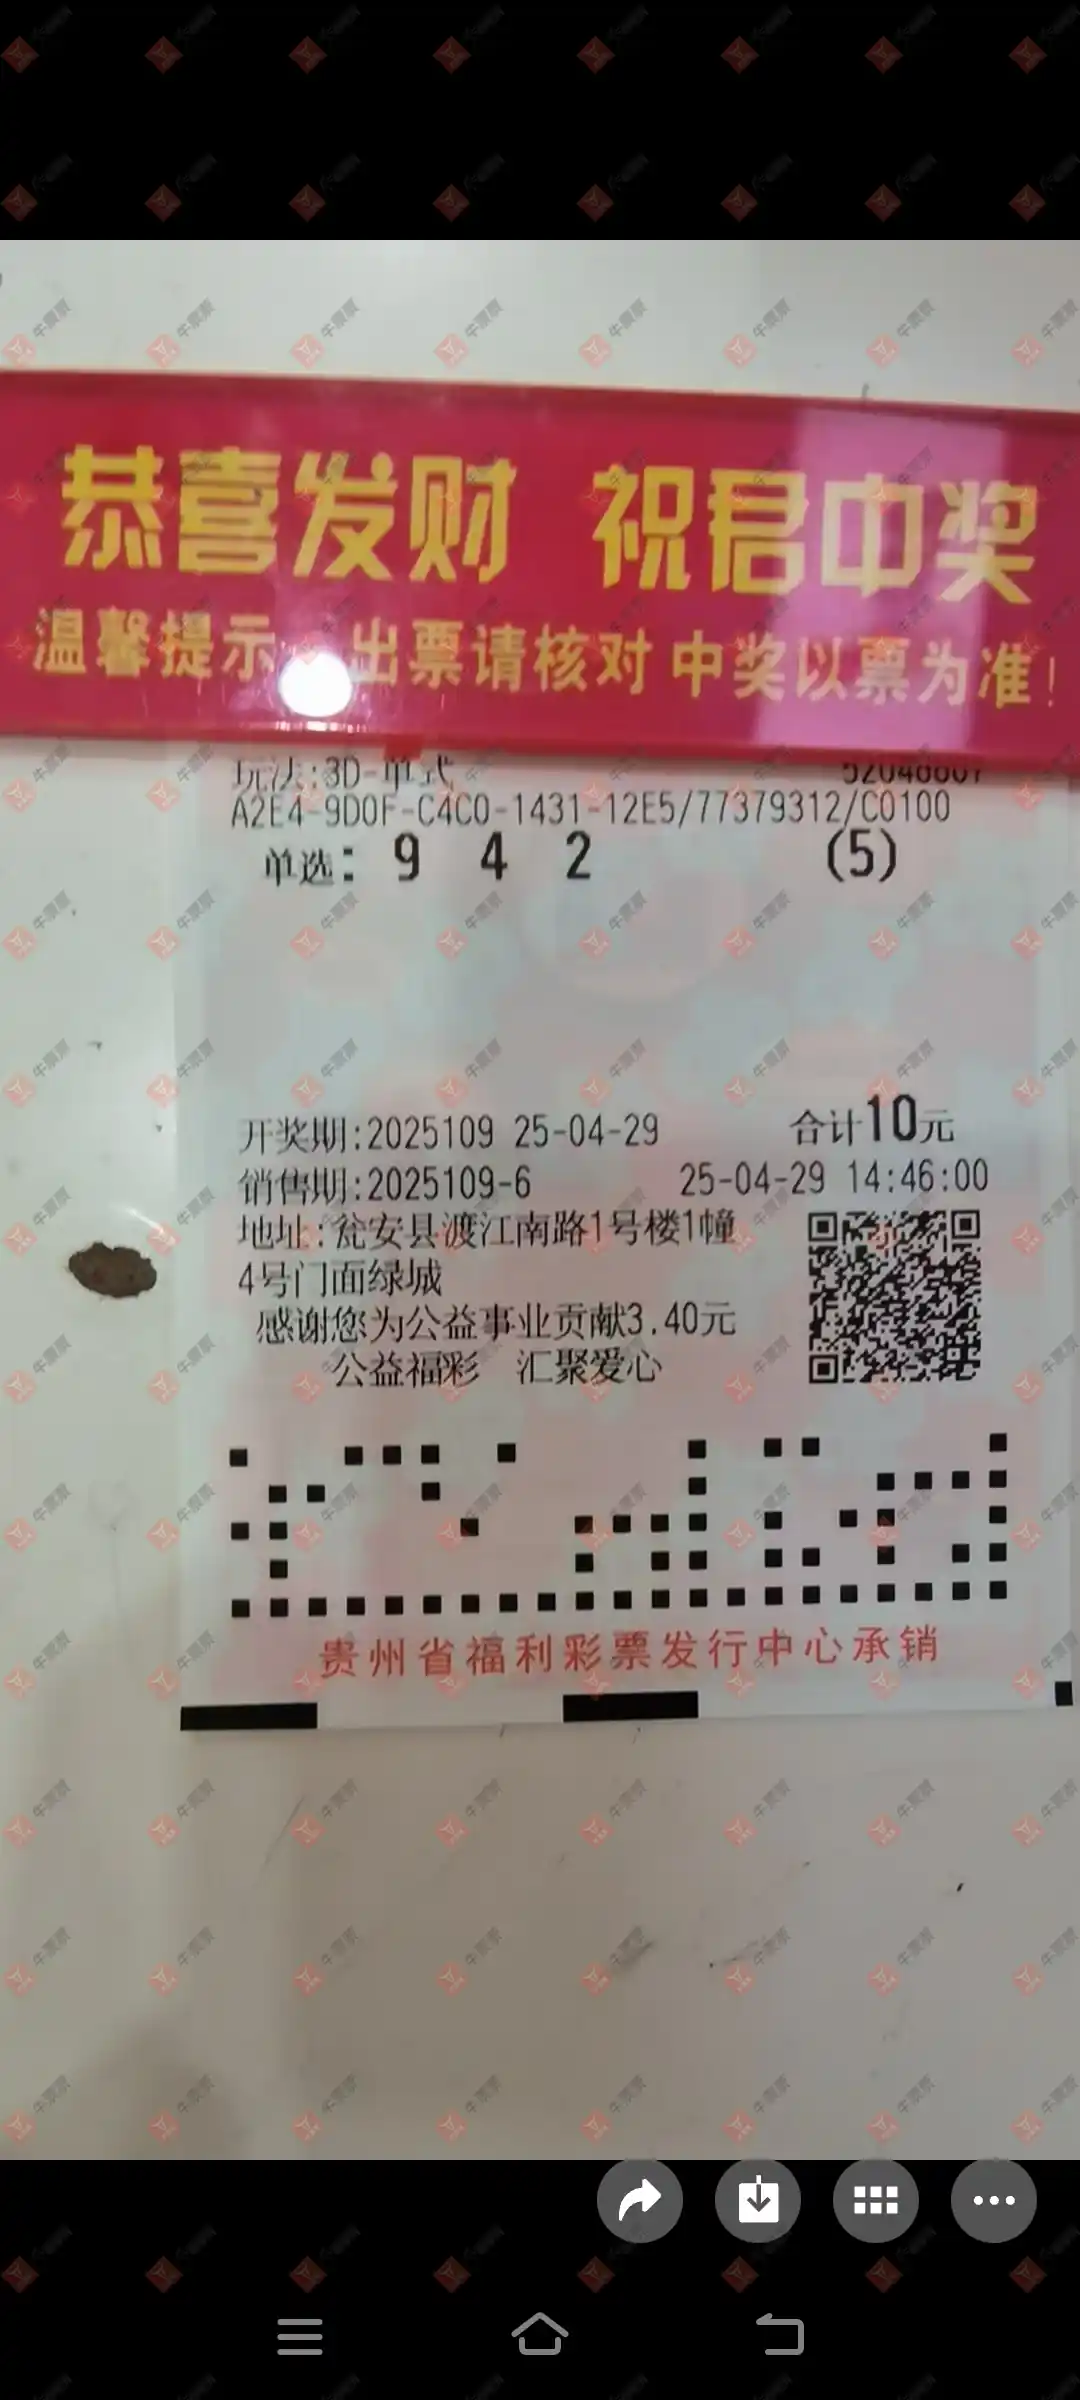 恭喜发财 祝君中奖
温馨提示 出票请核对 中奖以票为准!
玩法:3D-单式 52048807
A2E4-9D0F-C4C0-1431-12E5/77379312/C0100
单选: 9 4 2 (5)
开奖期:2025109 25-04-29 合计10元
销售期:2025109-6 25-04-29 14:46:00
地址:瓮安县渡江南路1号楼1幢
4号门面绿城
感谢您为公益事业贡献3.40元
公益福彩 汇聚爱心
贵州省福利彩票发行中心承销
牛票票